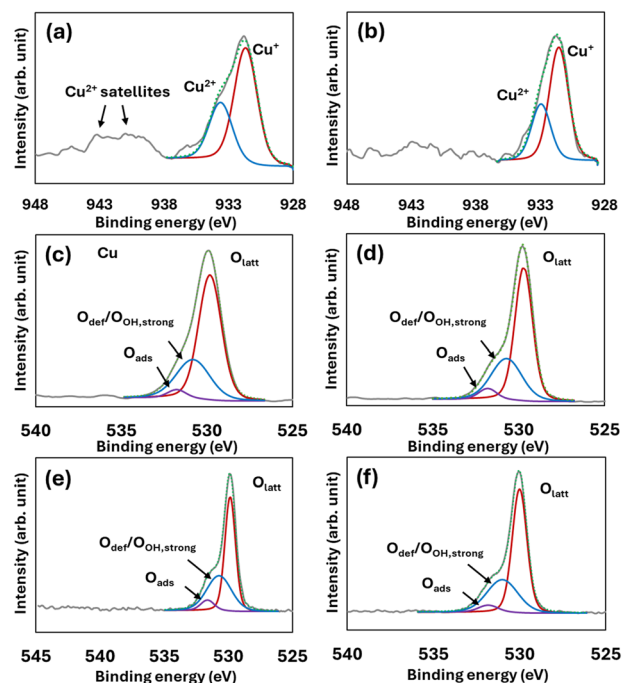 (a)
Cu⁺
Cu²⁺
Cu²⁺ satellites
Intensity (arb. unit)
948 943 938 933 928
Binding energy (eV)
(b)
Cu⁺
Cu²⁺
Intensity (arb. unit)
948 943 938 933 928
Binding energy (eV)
(c)
Cu
O_latt
O_def/O_OH,strong
O_ads
Intensity (arb. unit)
540 535 530 525
Binding energy (eV)
(d)
O_latt
O_def/O_OH,strong
O_ads
Intensity (arb. unit)
540 535 530 525
Binding energy (eV)
(e)
O_latt
O_def/O_OH,strong
O_ads
Intensity (arb. unit)
545 540 535 530 525
Binding energy (eV)
(f)
O_latt
O_def/O_OH,strong
O_ads
Intensity (arb. unit)
540 535 530 525
Binding energy (eV)